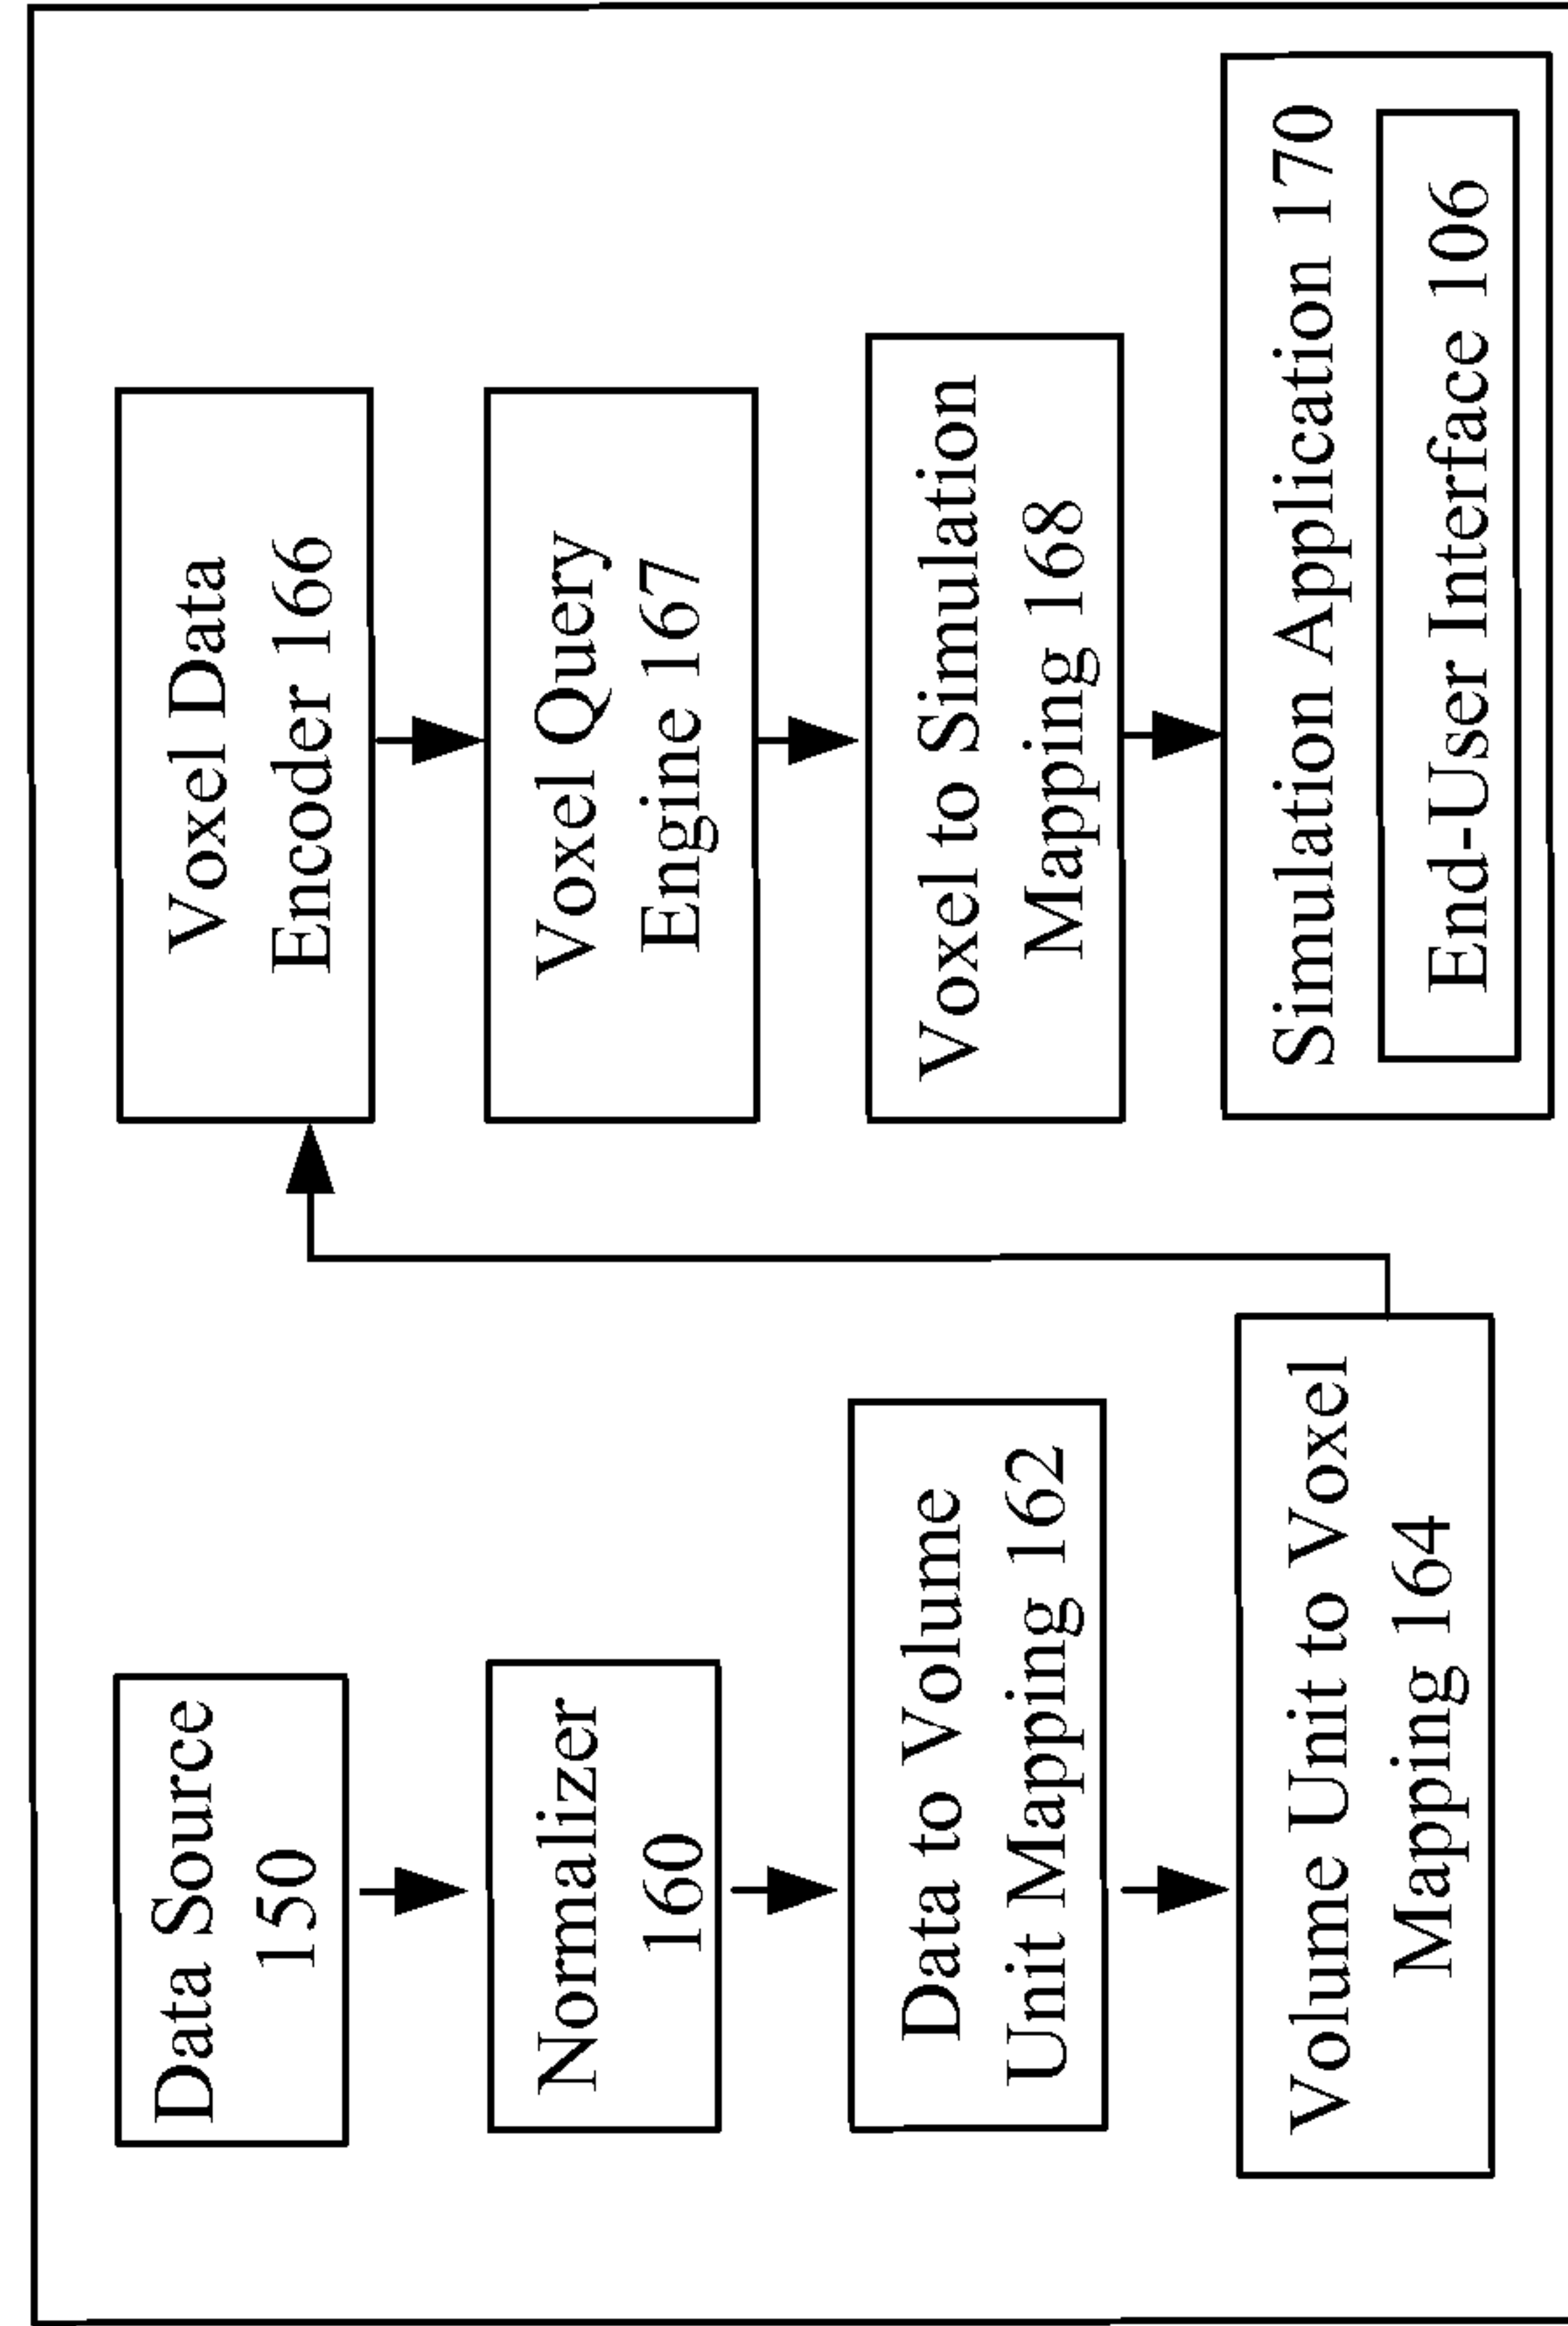 Data Source
150
Normalizer
160
Data to Volume
Unit Mapping 162
Volume Unit to Voxel
Mapping 164
Voxel Data
Encoder 166
Voxel Query
Engine 167
Voxel to Simulation
Mapping 168
Simulation Application 170
End-User Interface 106